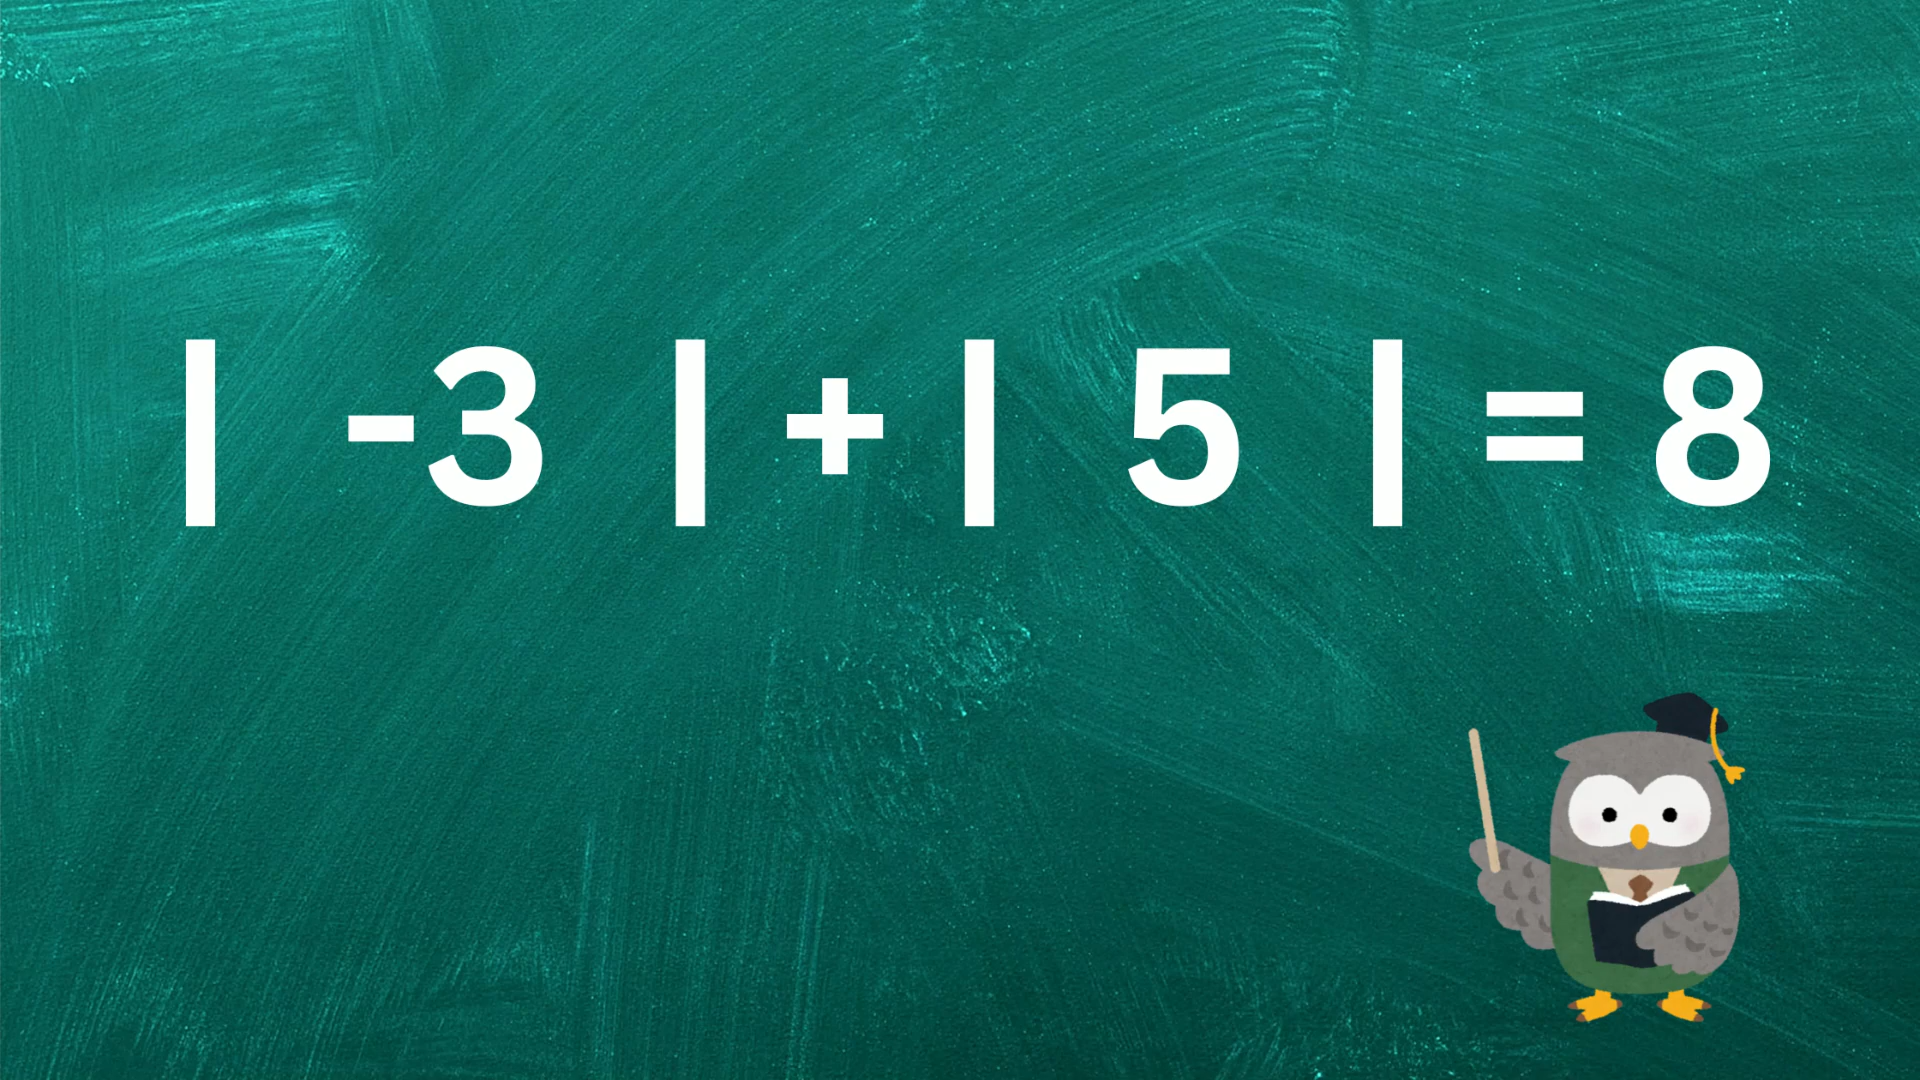 | -3 | + | 5 | = 8